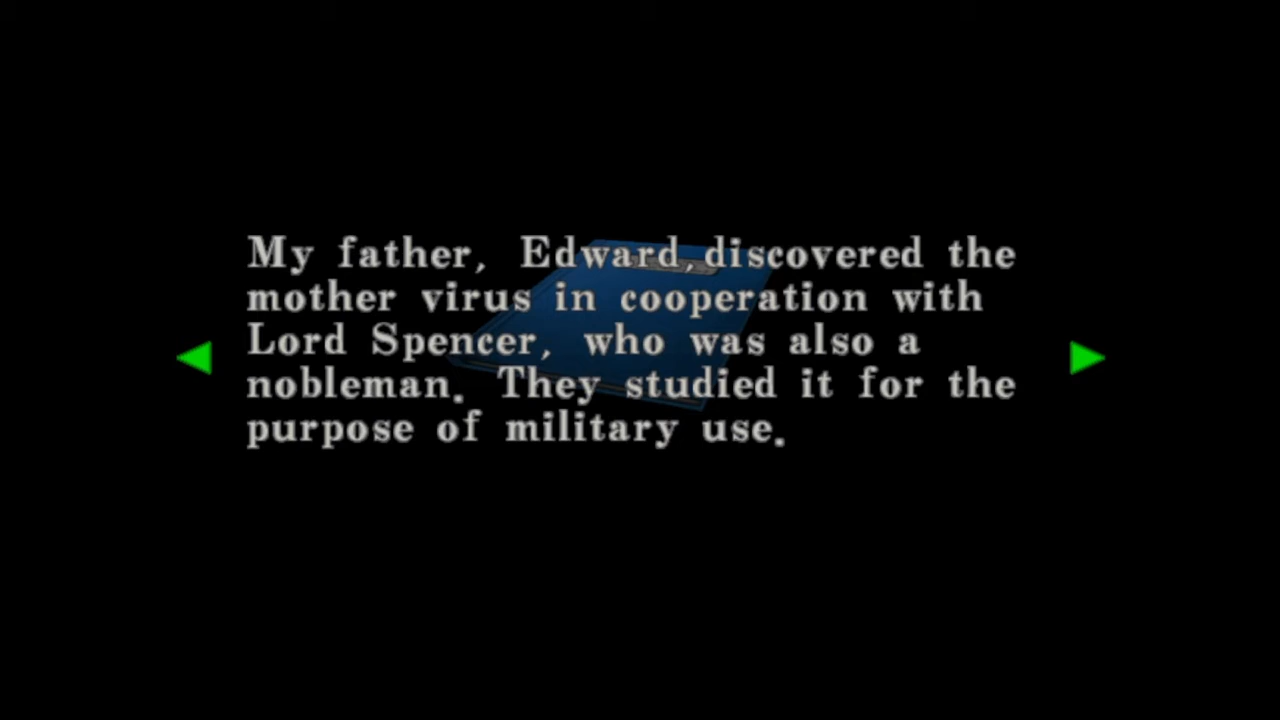 My father, Edward,discovered the
mother virus in cooperation with
Lord Spencer, who was also a
nobleman. They studied it for the
purpose of military use.